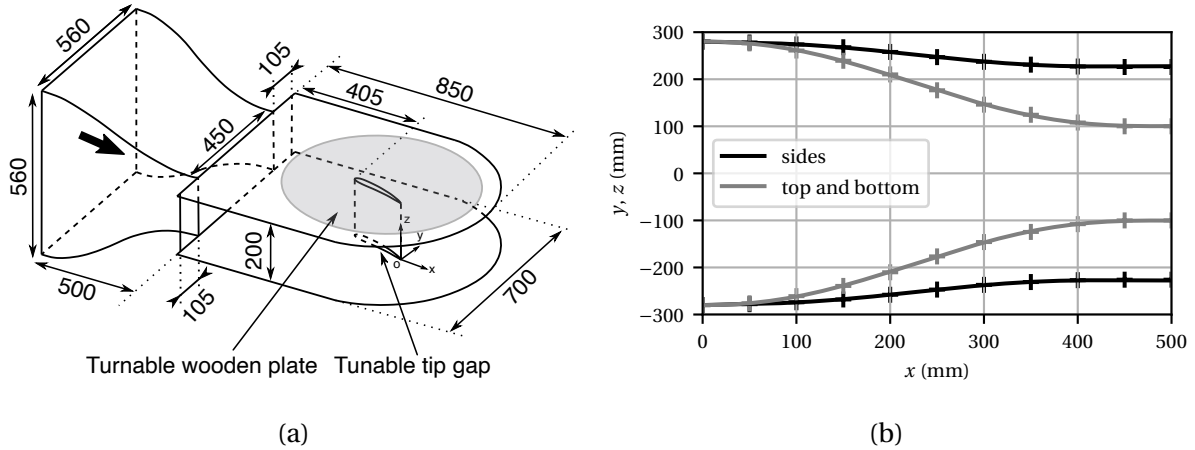 560
105
850
405
450
560
z
y
o
x
200
500
105
700
Turnable wooden plate
Tunable tip gap
(a)
300
200
100
0
−100
−200
−300
y, z (mm)
sides
top and bottom
0
100
200
300
400
500
x (mm)
(b)